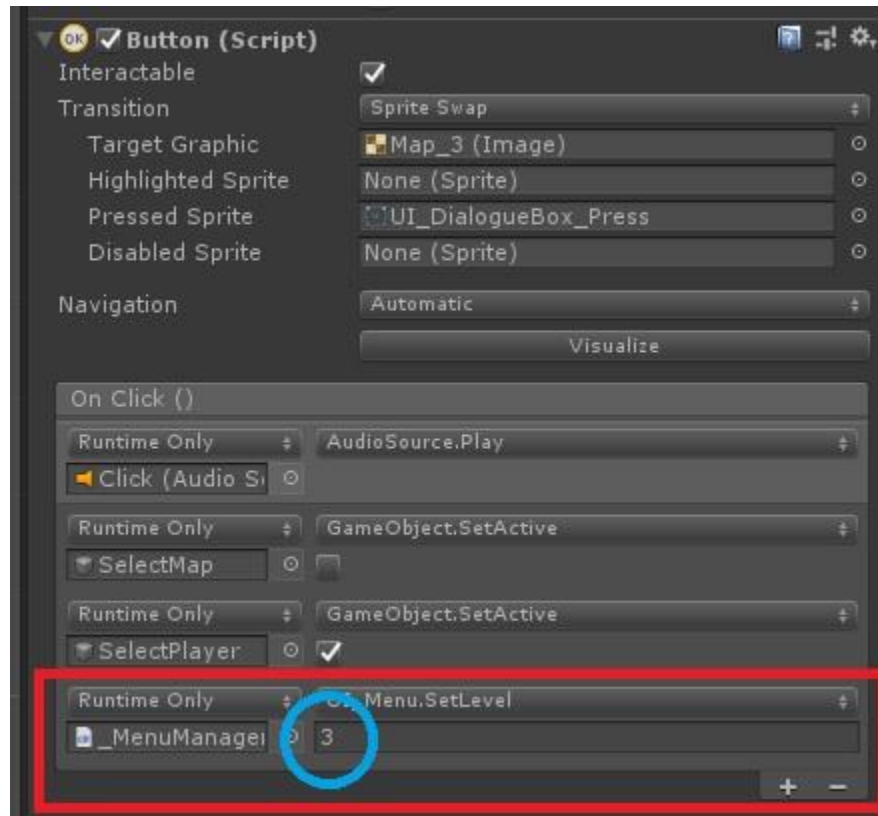 OK Button (Script)
Interactable
Transition Sprite Swap
Target Graphic Map_3 (Image)
Highlighted Sprite None (Sprite)
Pressed Sprite UI_DialogueBox_Press
Disabled Sprite None (Sprite)
Navigation Automatic
Visualize
On Click ()
Runtime Only AudioSource.Play
Click (Audio S
Runtime Only GameObject.SetActive
SelectMap
Runtime Only GameObject.SetActive
SelectPlayer
Runtime Only Menu.SetLevel
_MenuManager 3
+ −